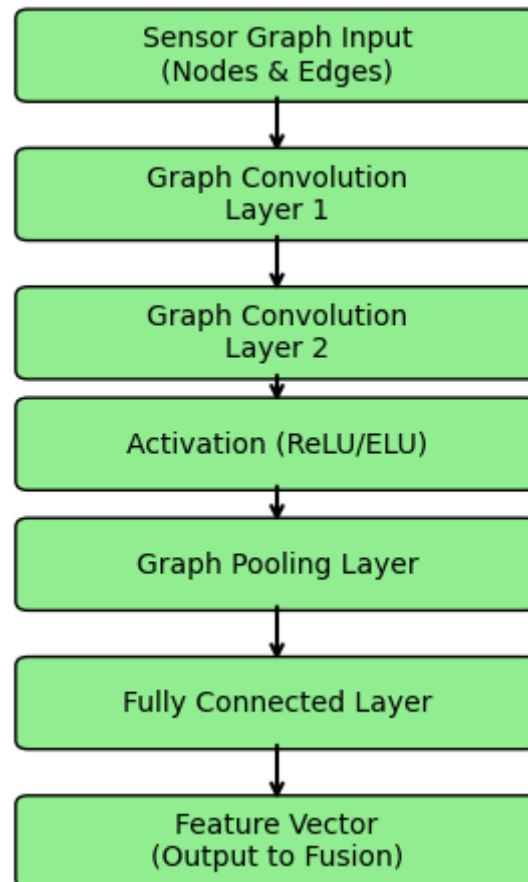 Sensor Graph Input
(Nodes & Edges)
Graph Convolution
Layer 1
Graph Convolution
Layer 2
Activation (ReLU/ELU)
Graph Pooling Layer
Fully Connected Layer
Feature Vector
(Output to Fusion)